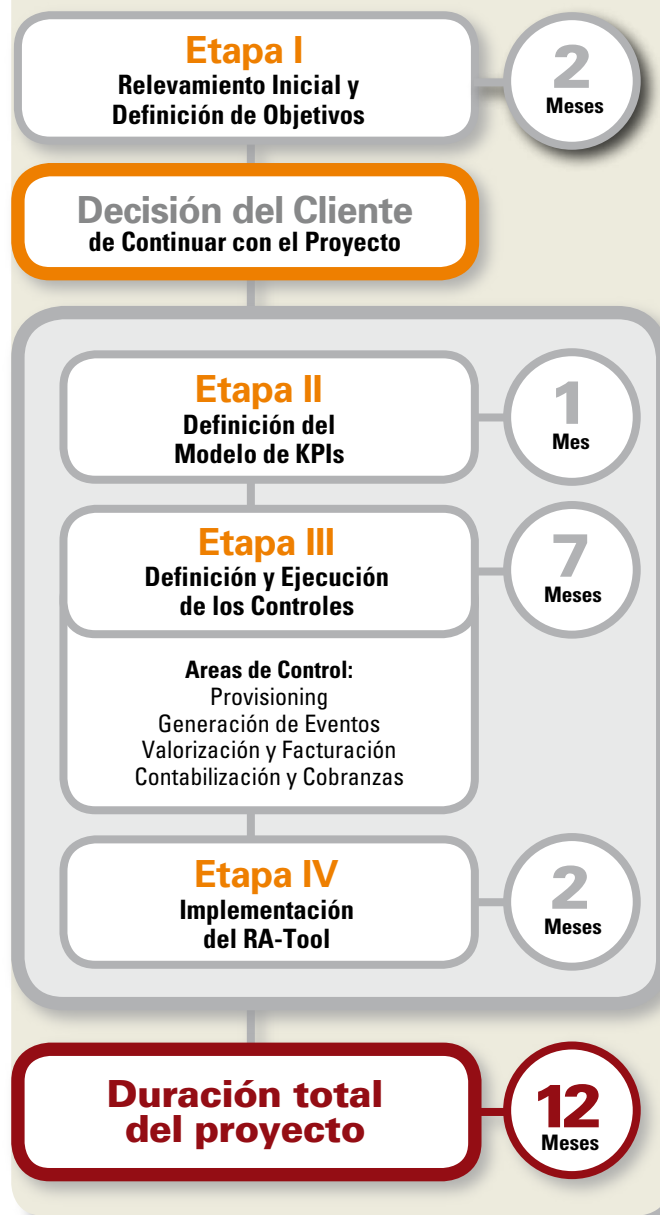 Etapa I
Relevamiento Inicial y
Definición de Objetivos
2
Meses
Decisión del Cliente
de Continuar con el Proyecto
Etapa II
Definición del
Modelo de KPIs
1
Mes
Etapa III
Definición y Ejecución
de los Controles
7
Meses
Areas de Control:
Provisioning
Generación de Eventos
Valorización y Facturación
Contabilización y Cobranzas
Etapa IV
Implementación
del RA-Tool
2
Meses
Duración total
del proyecto
12
Meses